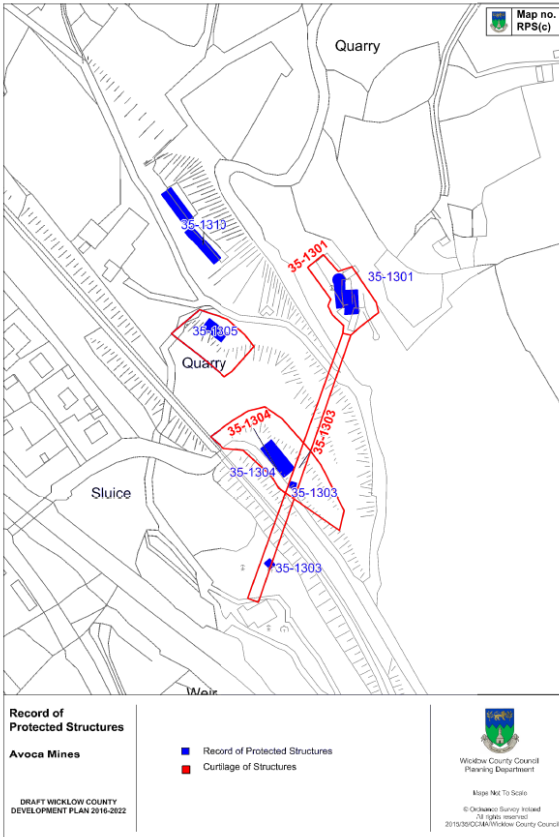 Map no.
RPS(c)
Quarry
35-1310
35-1301
35-1301
35-1305
Quarry
35-1304
35-1303
35-1304
35-1303
Sluice
35-1303
Weir
Record of
Protected Structures
Avoca Mines
DRAFT WICKLOW COUNTY
DEVELOPMENT PLAN 2016-2022
Record of Protected Structures
Curtilage of Structures
Wicklow County Council
Planning Department
Maps Not To Scale
© Ordnance Survey Ireland
All rights reserved
2015/35/CCMA/Wicklow County Council